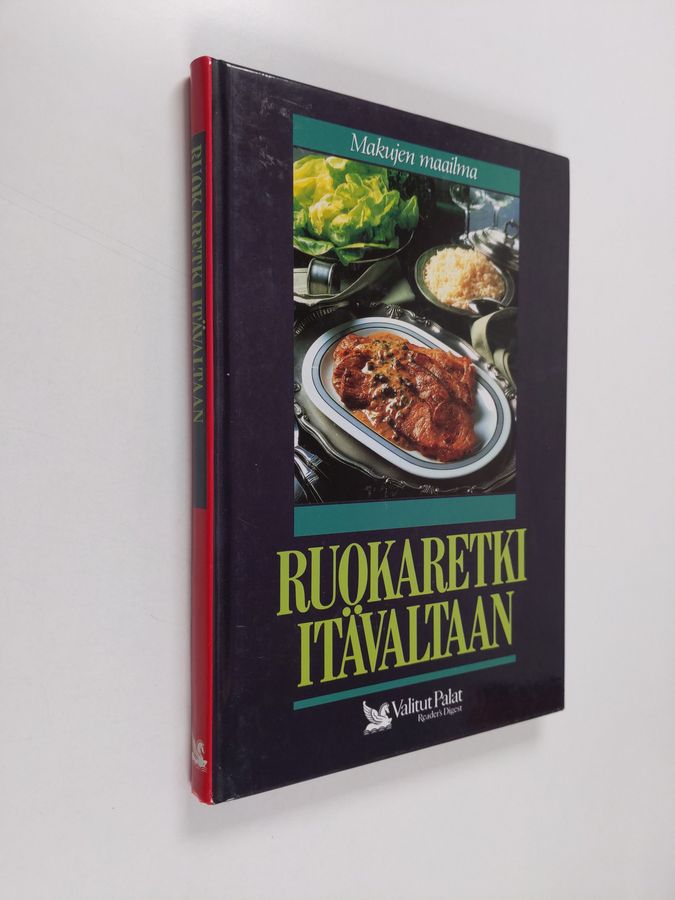 RUOKARETKI ITÄVALTAAN
Makujen maailma
RUOKARETKI
ITÄVALTAAN
Valitut Palat
Reader's Digest